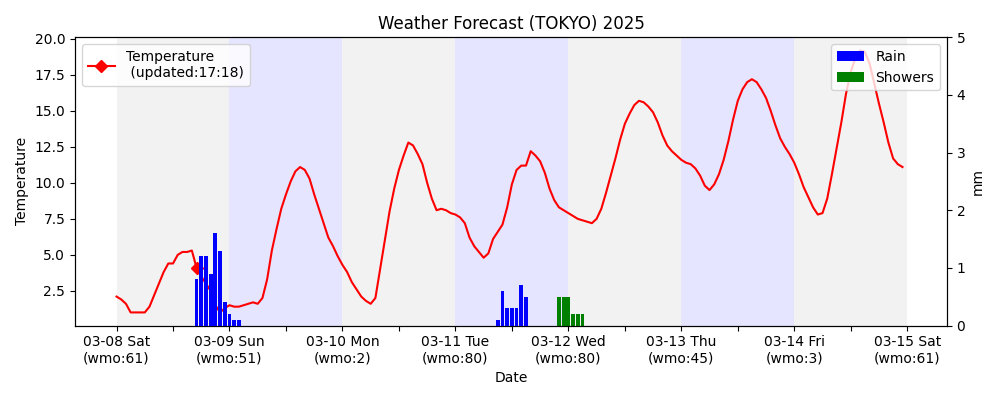 Weather Forecast (TOKYO) 2025
Temperature
(updated:17:18)
Rain
Showers
20.0
17.5
15.0
12.5
10.0
7.5
5.0
2.5
Temperature
5
4
3
2
1
0
mm
03-08 Sat
(wmo:61)
03-09 Sun
(wmo:51)
03-10 Mon
(wmo:2)
03-11 Tue
(wmo:80)
03-12 Wed
(wmo:80)
03-13 Thu
(wmo:45)
03-14 Fri
(wmo:3)
03-15 Sat
(wmo:61)
Date